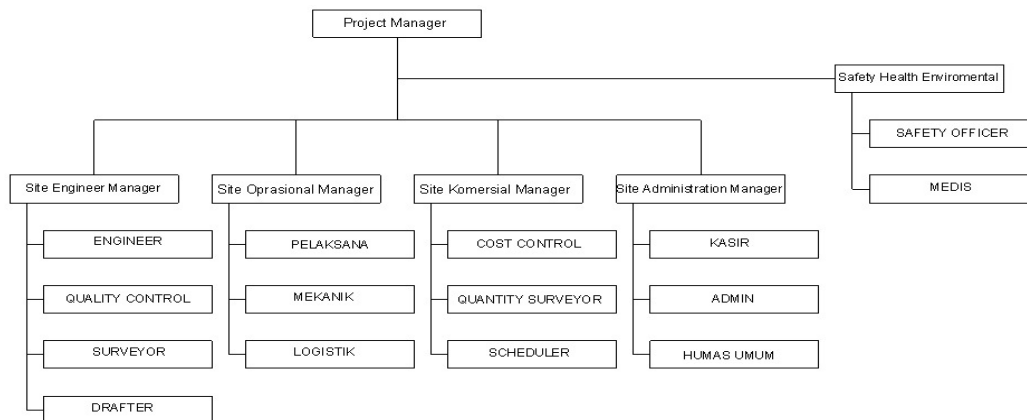 Project Manager
Safety Health Enviromental
SAFETY OFFICER
MEDIS
Site Engineer Manager
Site Oprasional Manager
Site Komersial Manager
Site Administration Manager
ENGINEER
PELAKSANA
COST CONTROL
KASIR
QUALITY CONTROL
MEKANIK
QUANTITY SURVEYOR
ADMIN
SURVEYOR
LOGISTIK
SCHEDULER
HUMAS UMUM
DRAFTER